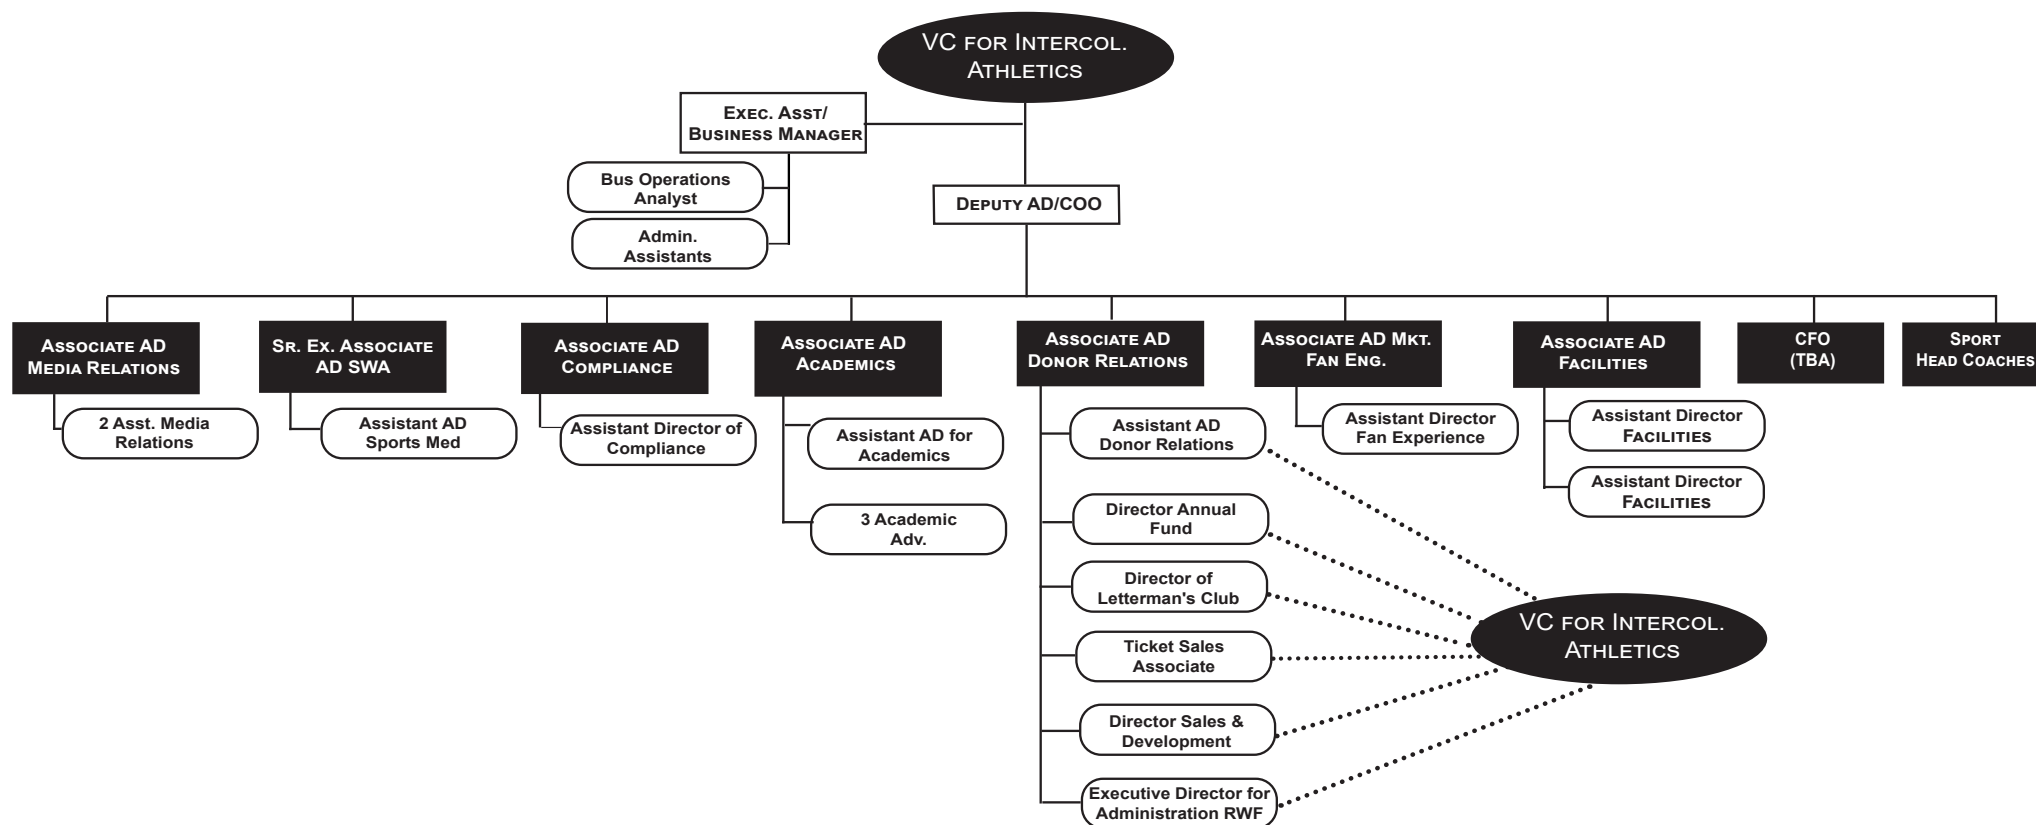 VC for Intercol.
Athletics
Exec. Asst/
Business Manager
Bus Operations
Analyst
Admin.
Assistants
Deputy AD/COO
Associate AD
Media Relations
2 Asst. Media
Relations
Sr. Ex. Associate
AD SWA
Assistant AD
Sports Med
Associate AD
Compliance
Assistant Director of
Compliance
Associate AD
Academics
Assistant AD for
Academics
3 Academic
Adv.
Associate AD
Donor Relations
Assistant AD
Donor Relations
Director Annual
Fund
Director of
Letterman's Club
Ticket Sales
Associate
Director Sales &
Development
Executive Director for
Administration RWF
Associate AD Mkt.
Fan Eng.
Assistant Director
Fan Experience
Associate AD
Facilities
Assistant Director
Facilities
Assistant Director
Facilities
CFO
(TBA)
Sport
Head Coaches
VC for Intercol.
Athletics